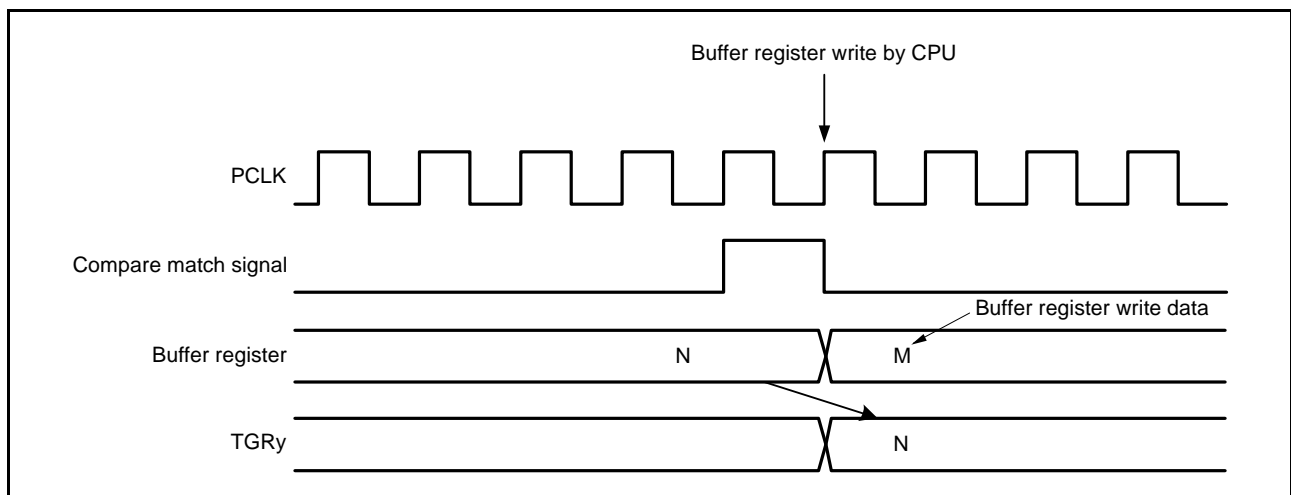 Buffer register write by CPU
PCLK
Compare match signal
Buffer register write data
Buffer register
N
M
TGRy
N